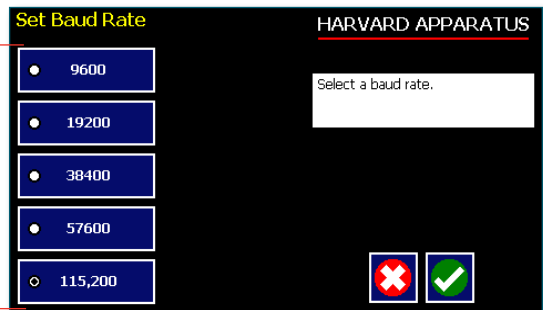 Set Baud Rate
HARVARD APPARATUS
9600
19200
38400
57600
115,200
Select a baud rate.